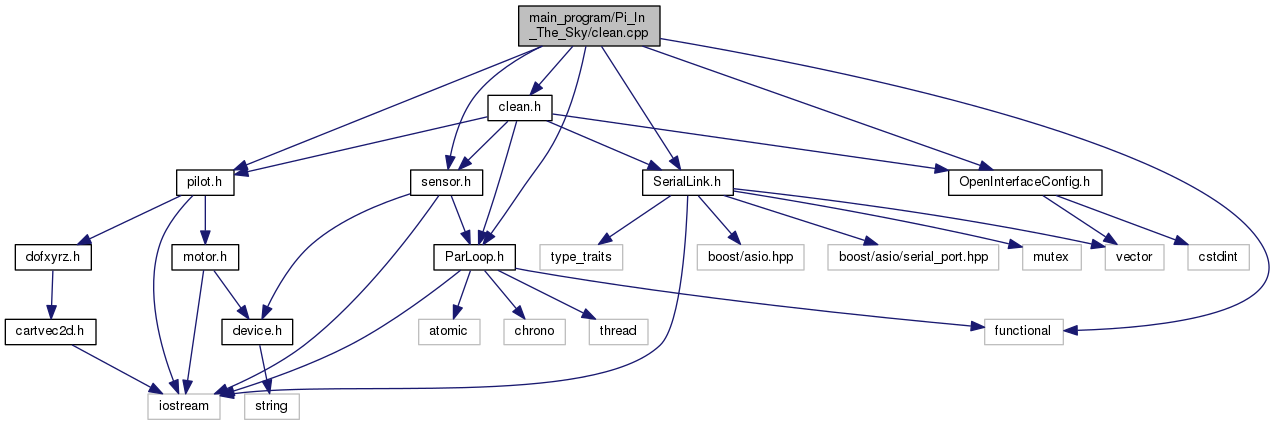 main_program/Pi_In
_The_Sky/clean.cpp
clean.h
pilot.h
sensor.h
SerialLink.h
OpenInterfaceConfig.h
dofxyrz.h
motor.h
ParLoop.h
type_traits
boost/asio.hpp
boost/asio/serial_port.hpp
mutex
vector
cstdint
cartvec2d.h
device.h
atomic
chrono
thread
functional
iostream
string